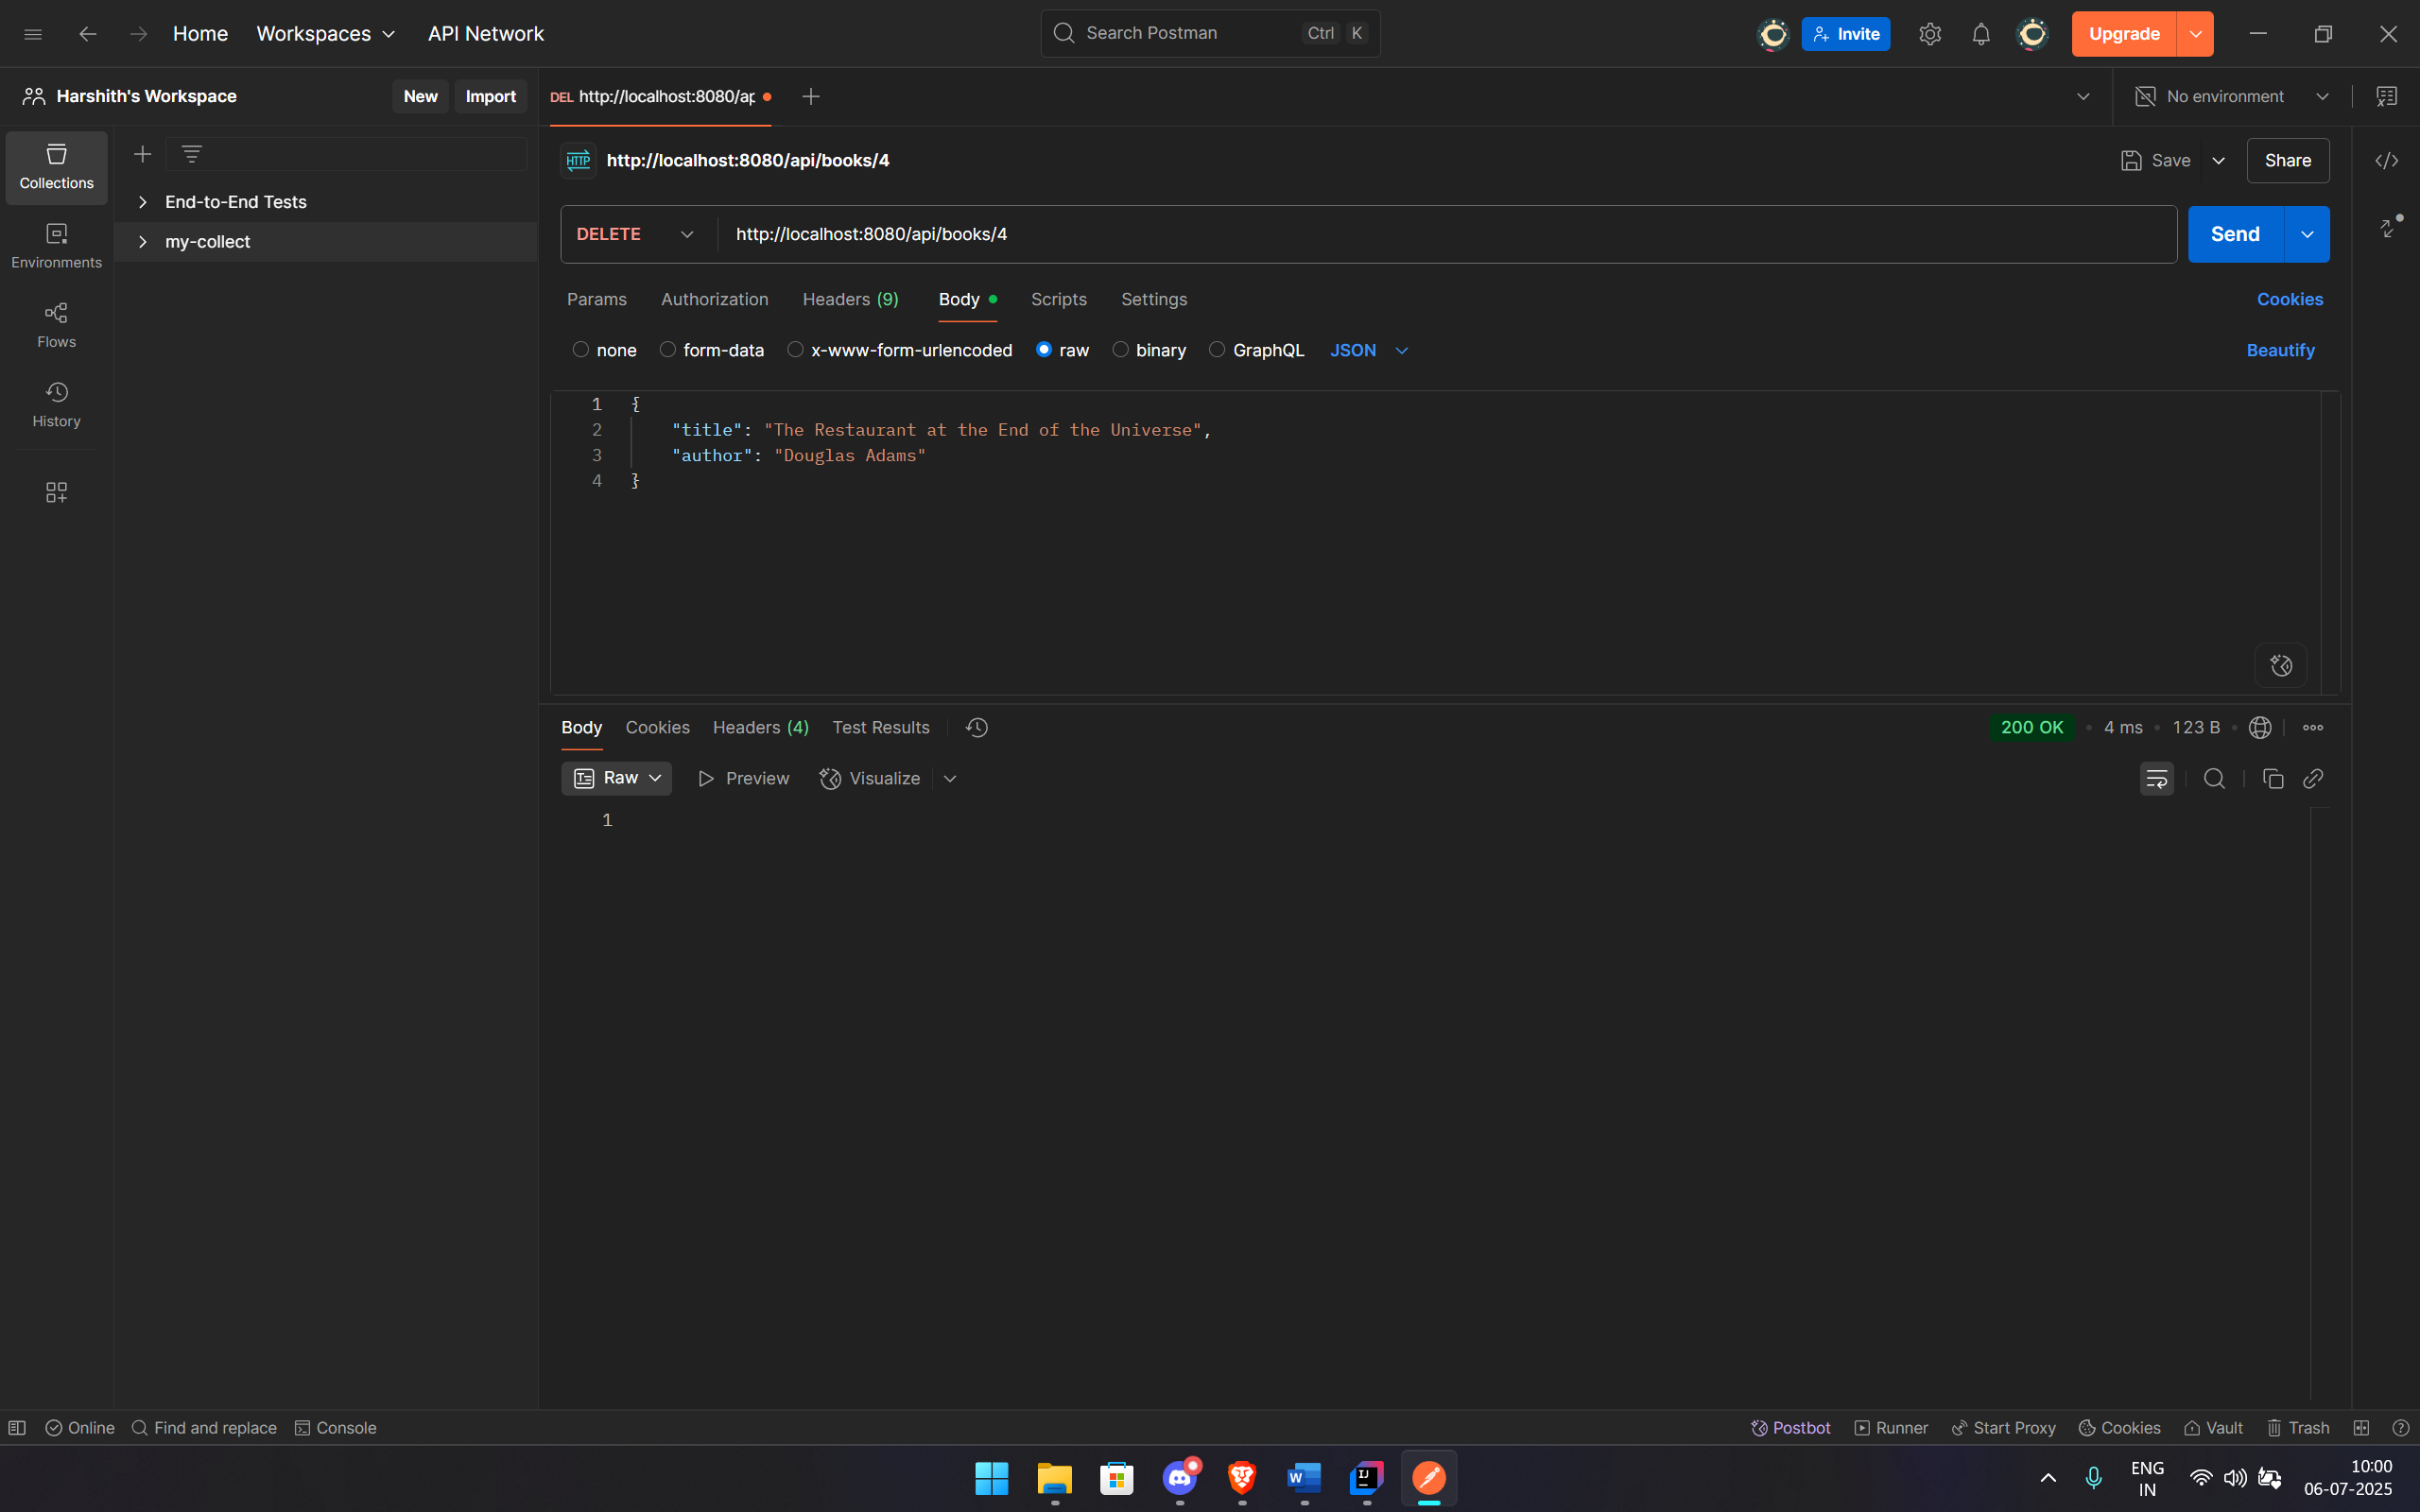 Home Workspaces API Network Search Postman Ctrl K Invite Upgrade
Harshith's Workspace New Import DEL http://localhost:8080/ap No environment
Collections
Environments
Flows
History
End-to-End Tests
my-collect
HTTP http://localhost:8080/api/books/4 Save Share
DELETE http://localhost:8080/api/books/4 Send
Params Authorization Headers (9) Body Scripts Settings Cookies
none form-data x-www-form-urlencoded raw binary GraphQL JSON Beautify
1 {
2 "title": "The Restaurant at the End of the Universe",
3 "author": "Douglas Adams"
4 }
Body Cookies Headers (4) Test Results 200 OK • 4 ms • 123 B •
Raw Preview Visualize
1
Online Find and replace Console Postbot Runner Start Proxy Cookies Vault Trash
W IJ ENG 10:00
IN 06-07-2025